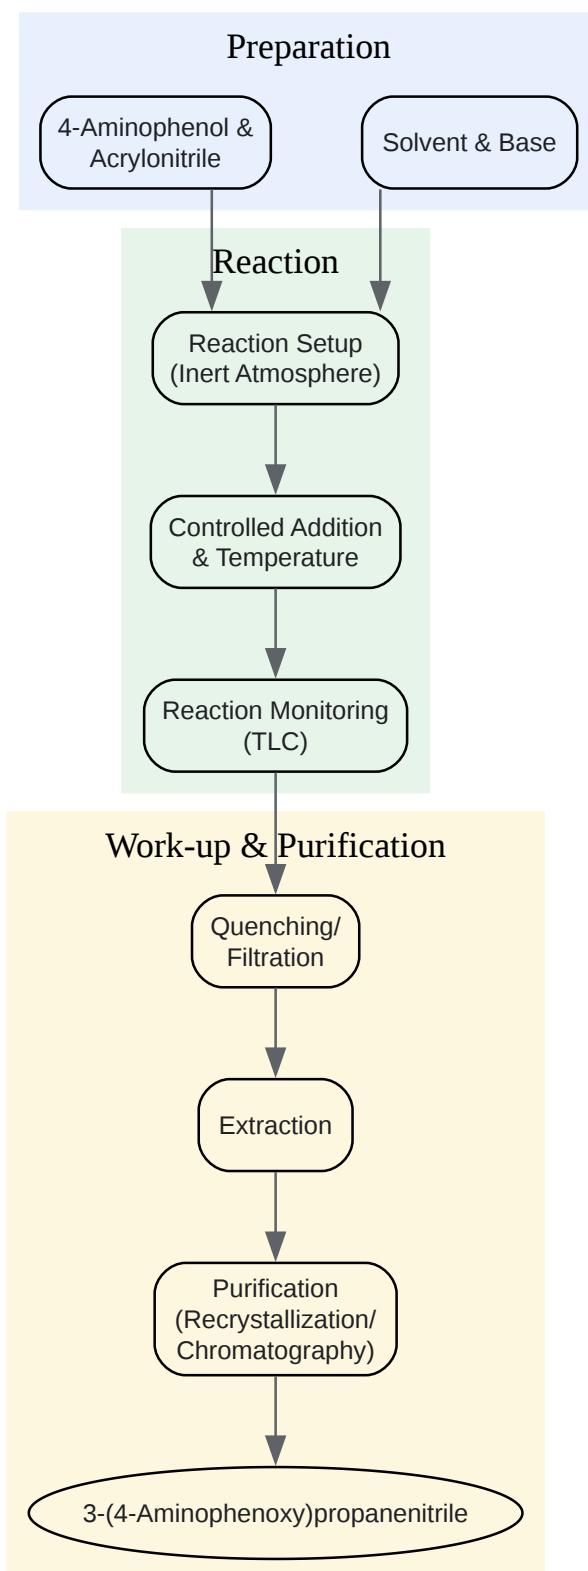 Preparation
4-Aminophenol &
Acrylonitrile
Solvent & Base
Reaction
Reaction Setup
(Inert Atmosphere)
Controlled Addition
& Temperature
Reaction Monitoring
(TLC)
Work-up & Purification
Quenching/
Filtration
Extraction
Purification
(Recrystallization/
Chromatography)
3-(4-Aminophenoxy)propanenitrile